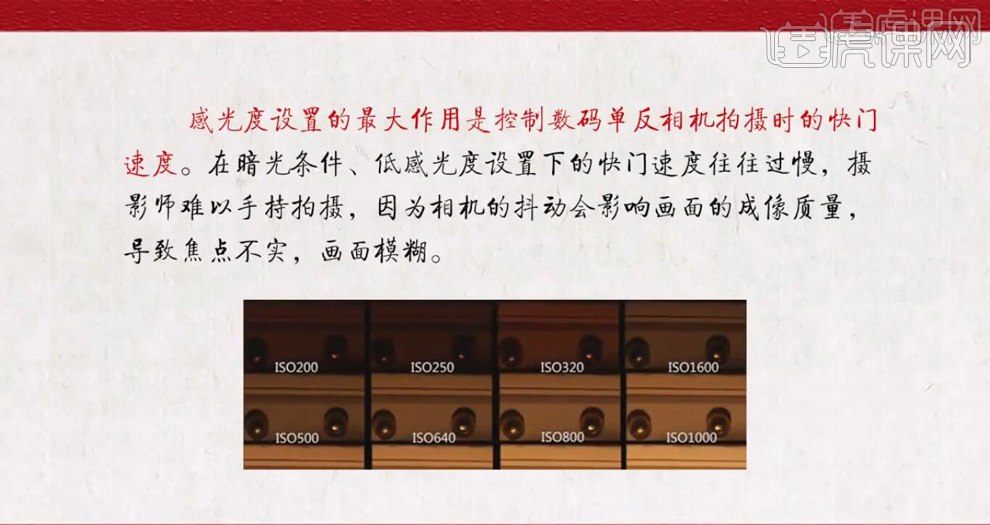 虎课网
感光度设置的最大作用是控制数码单反相机拍摄时的快门
速度。在暗光条件、低感光度设置下的快门速度往往过慢，摄
影师难以手持拍摄，因为相机的抖动会影响画面的成像质量，
导致焦点不实，画面模糊。
ISO200 ISO250 ISO320 ISO1600
ISO500 ISO640 ISO800 ISO1000